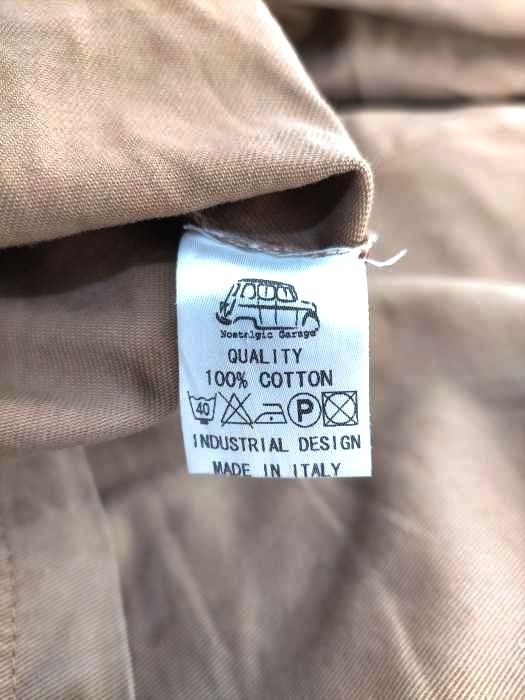 Nostalgic Garage
QUALITY
100% COTTON
40 P
INDUSTRIAL DESIGN
MADE IN ITALY